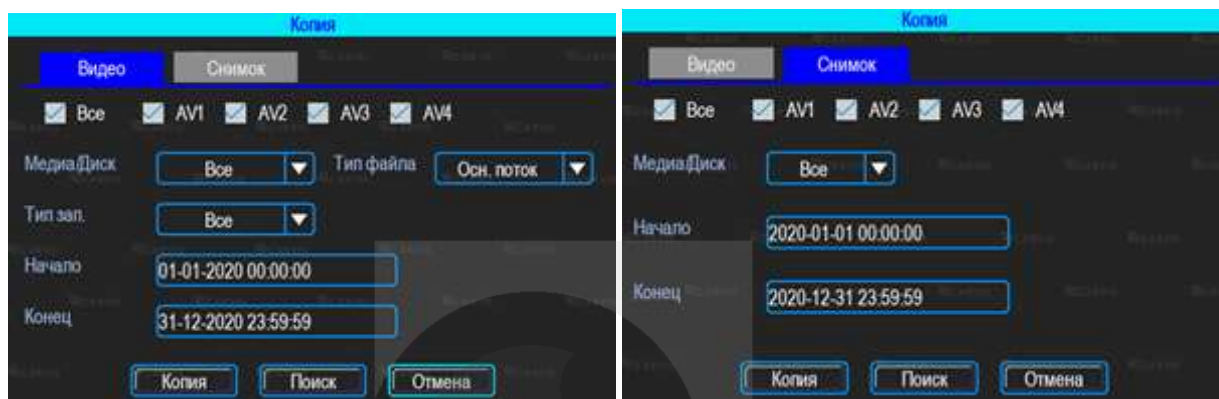 Копия
Видео Снимок
Все AV1 AV2 AV3 AV4
Медиа/Диск Все Тип файла Осн. поток
Тип зап. Все
Начало 01-01-2020 00:00:00
Конец 31-12-2020 23:59:59
Копия Поиск Отмена
Копия
Видео Снимок
Все AV1 AV2 AV3 AV4
Медиа/Диск Все
Начало 2020-01-01 00:00:00
Конец 2020-12-31 23:59:59
Копия Поиск Отмена